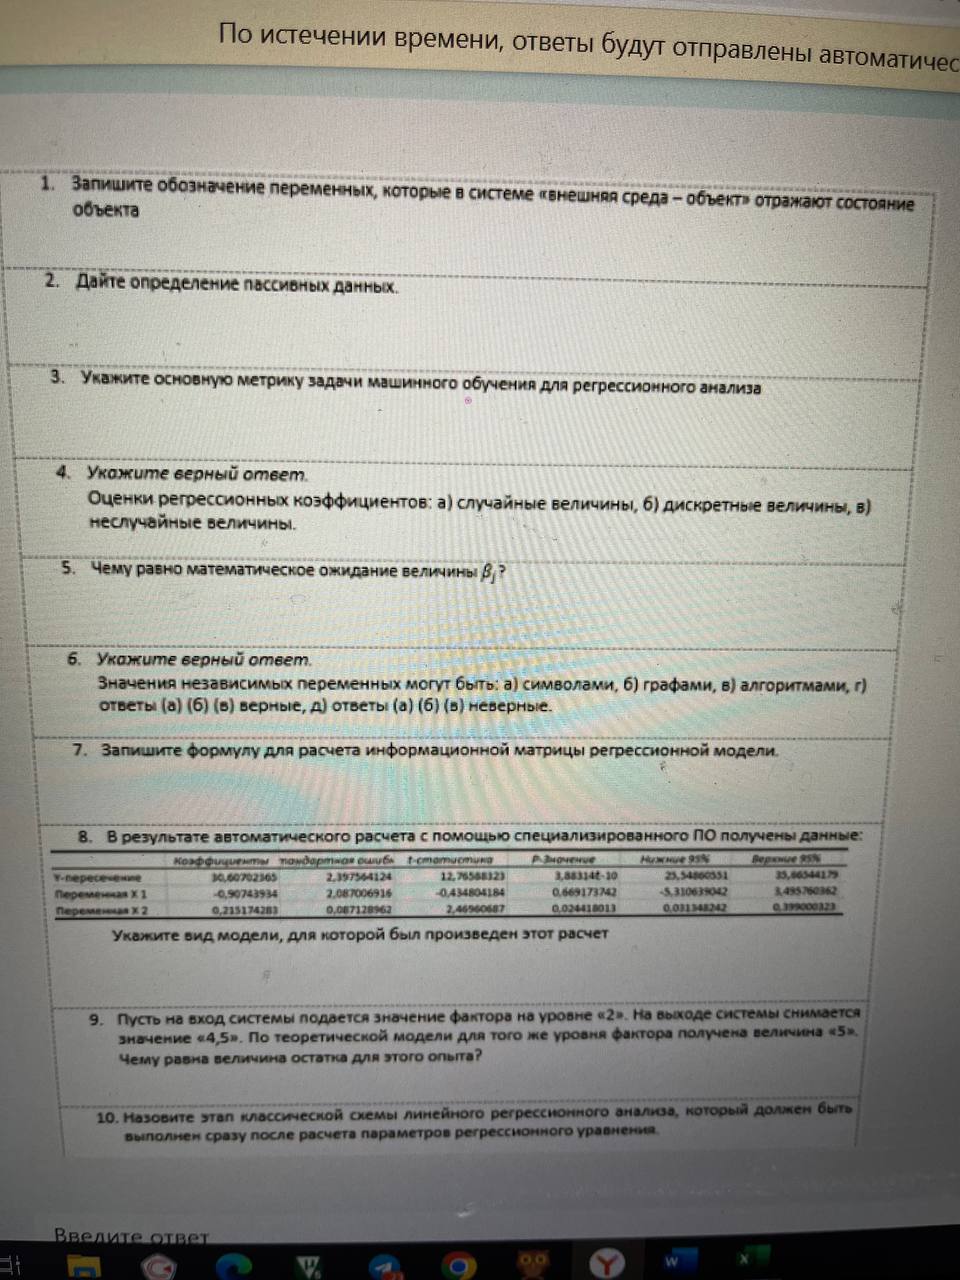 По истечении времени, ответы будут отправлены автоматичес
1. Запишите обозначение переменных, которые в системе «внешняя среда – объект» отражают состояние
объекта
2. Дайте определение пассивных данных.
3. Укажите основную метрику задачи машинного обучения для регрессионного анализа
4. Укажите верный ответ.
Оценки регрессионных коэффициентов: а) случайные величины, б) дискретные величины, в)
неслучайные величины.
5. Чему равно математическое ожидание величины βj?
6. Укажите верный ответ.
Значения независимых переменных могут быть: а) символами, б) графами, в) алгоритмами, г)
ответы (а) (б) (в) верные, д) ответы (а) (б) (в) неверные.
7. Запишите формулу для расчета информационной матрицы регрессионной модели.
8. В результате автоматического расчета с помощью специализированного ПО получены данные:
Коэффициенты тандартная ошибк t-статистика P-Значение Нижние 95% Верхние 95%
Y-пересечение 30,60702365 2,397564124 12,76588323 3,88314E-10 25,54860551 35,66544179
Переменная X 1 -0,90743934 2,087006916 -0,434804184 0,669173742 -5,310639042 3,495760362
Переменная X 2 0,215174283 0,087128962 2,46960687 0,024418013 0,031348242 0,399000323
Укажите вид модели, для которой был произведен этот расчет
9. Пусть на вход системы подается значение фактора на уровне «2». На выходе системы снимается
значение «4,5». По теоретической модели для того же уровня фактора получена величина «5».
Чему равна величина остатка для этого опыта?
10. Назовите этап классической схемы линейного регрессионного анализа, который должен быть
выполнен сразу после расчета параметров регрессионного уравнения.
Введите ответ